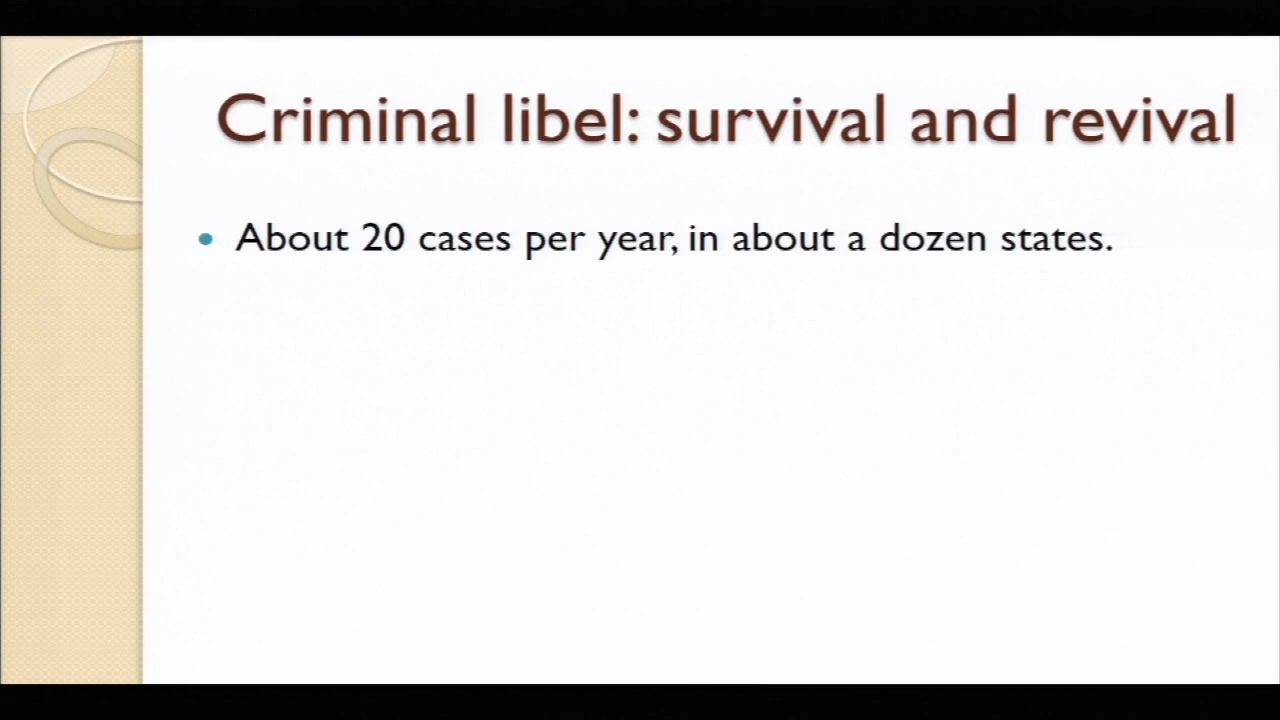 Criminal libel: survival and revival
About 20 cases per year, in about a dozen states.